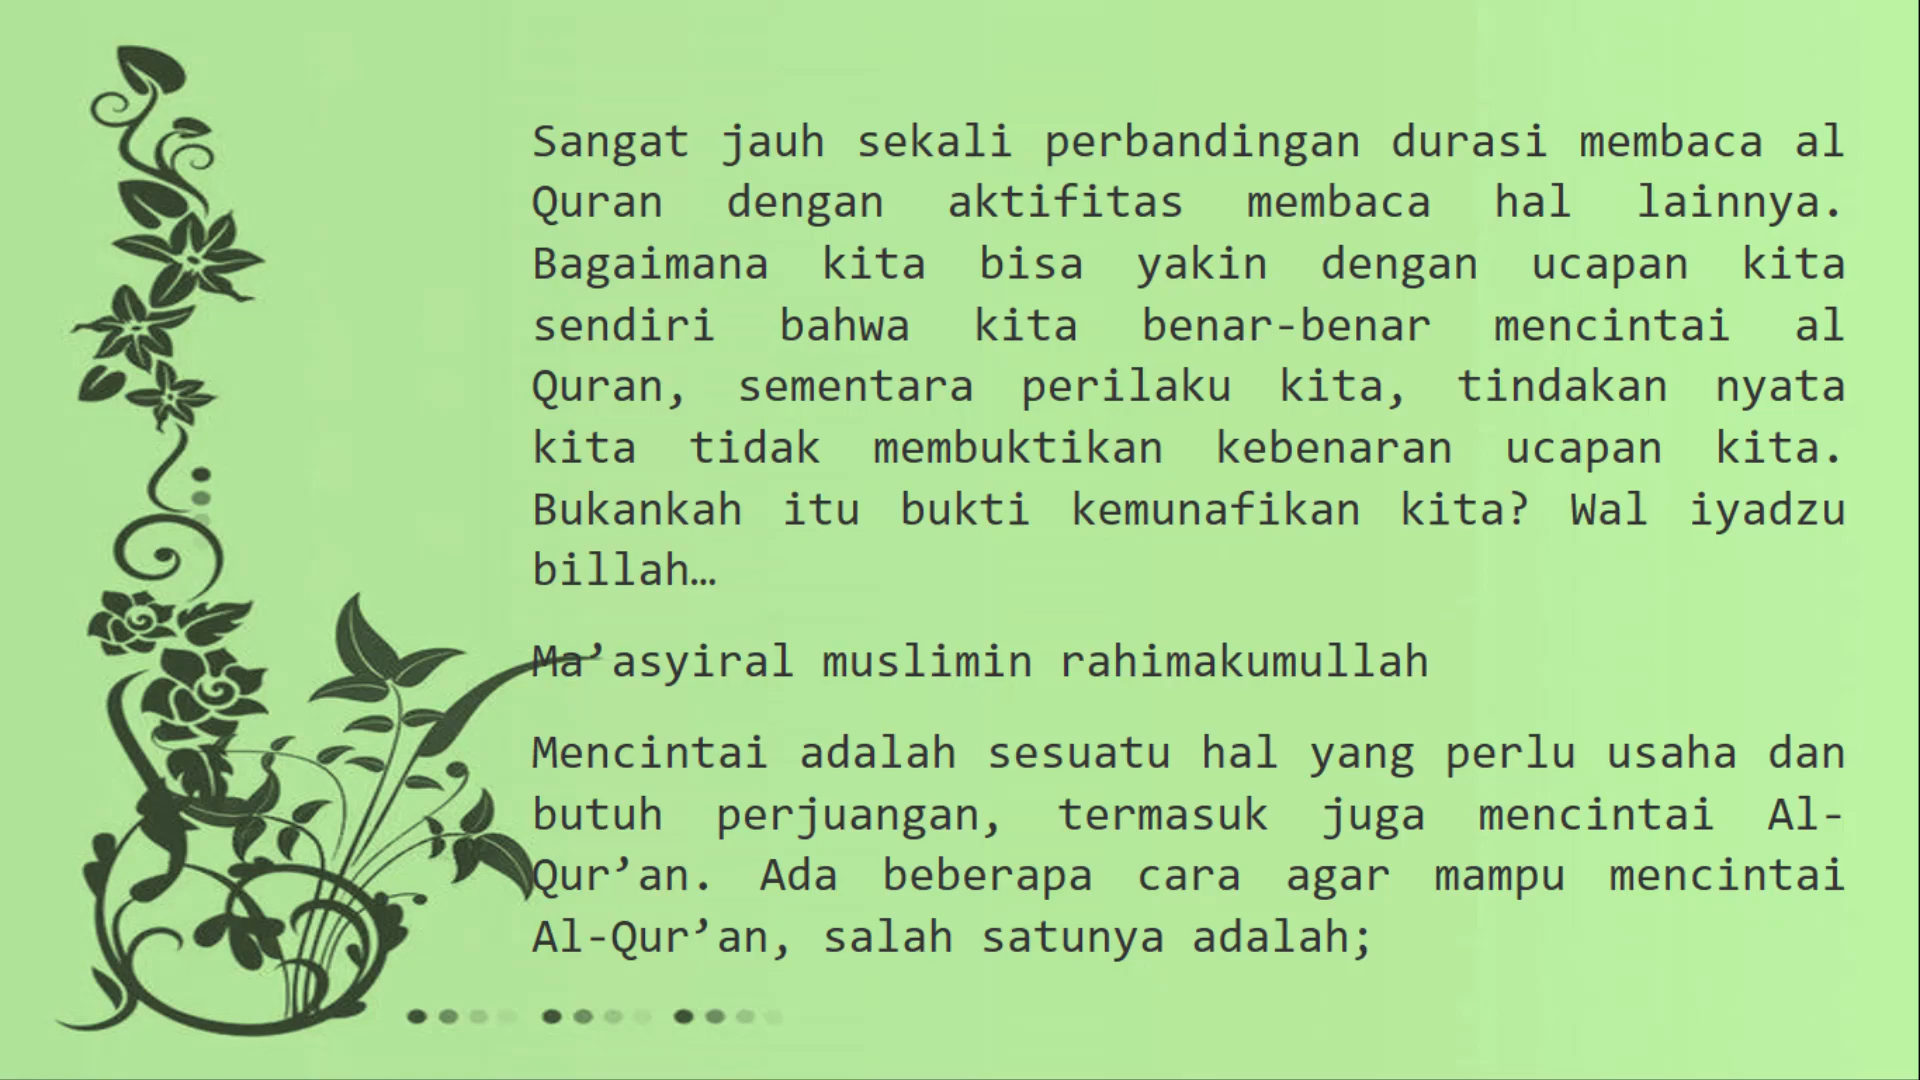 Sangat jauh sekali perbandingan durasi membaca al
Quran dengan aktifitas membaca hal lainnya.
Bagaimana kita bisa yakin dengan ucapan kita
sendiri bahwa kita benar-benar mencintai al
Quran, sementara perilaku kita, tindakan nyata
kita tidak membuktikan kebenaran ucapan kita.
Bukankah itu bukti kemunafikan kita? Wal iyadzu
billah…
Ma’asyiral muslimin rahimakumullah
Mencintai adalah sesuatu hal yang perlu usaha dan
butuh perjuangan, termasuk juga mencintai Al-
Qur’an. Ada beberapa cara agar mampu mencintai
Al-Qur’an, salah satunya adalah;